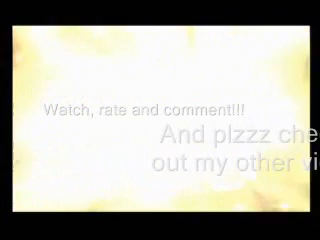 Watch, rate and comment!!!
And plzzz che
out my other vi